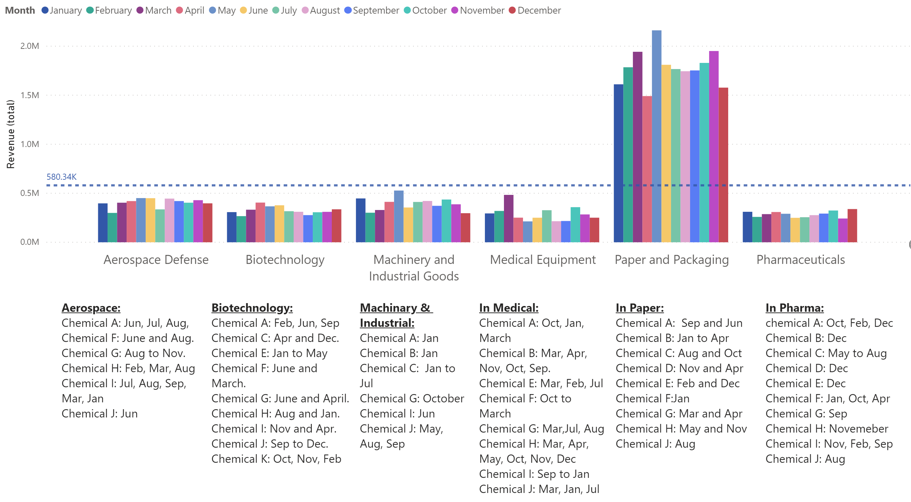 Month January February March April May June July August September October November December
2.0M
1.5M
1.0M
0.5M
0.0M
Revenue (total)
580.34K
Aerospace Defense
Biotechnology
Machinery and
Industrial Goods
Medical Equipment
Paper and Packaging
Pharmaceuticals
Aerospace:
Chemical A: Jun, Jul, Aug,
Chemical F: June and Aug.
Chemical G: Aug to Nov.
Chemical H: Feb, Mar, Aug
Chemical I: Jul, Aug, Sep,
Mar, Jan
Chemical J: Jun
Biotechnology:
Chemical A: Feb, Jun, Sep
Chemical C: Apr and Dec.
Chemical E: Jan to May
Chemical F: June and
March.
Chemical G: June and April.
Chemical H: Aug and Jan.
Chemical I: Nov and Apr.
Chemical J: Sep to Dec.
Chemical K: Oct, Nov, Feb
Machinary &
Industrial:
Chemical A: Jan
Chemical B: Jan
Chemical C:  Jan to
Jul
Chemical G: October
Chemical I: Jun
Chemical J: May,
Aug, Sep
In Medical:
Chemical A: Oct, Jan,
March
Chemical B: Mar, Apr,
Nov, Oct, Sep.
Chemical E: Mar, Feb, Jul
Chemical F: Oct to
March
Chemical G: Mar,Jul, Aug
Chemical H: Mar, Apr,
May, Oct, Nov, Dec
Chemical I: Sep to Jan
Chemical J: Mar, Jan, Jul
In Paper:
Chemical A:  Sep and Jun
Chemical B: Jan to Apr
Chemical C: Aug and Oct
Chemical D: Nov and Apr
Chemical E: Feb and Dec
Chemical F:Jan
Chemical G: Mar and Apr
Chemical H: May and Nov
Chemical J: Aug
In Pharma:
chemical A: Oct, Feb, Dec
Chemical B: Dec
Chemical C: May to Aug
Chemical D: Dec
Chemical E: Dec
Chemical F: Jan, Oct, Apr
Chemical G: Sep
Chemical H: Novemeber
Chemical I: Nov, Feb, Sep
Chemical J: Aug